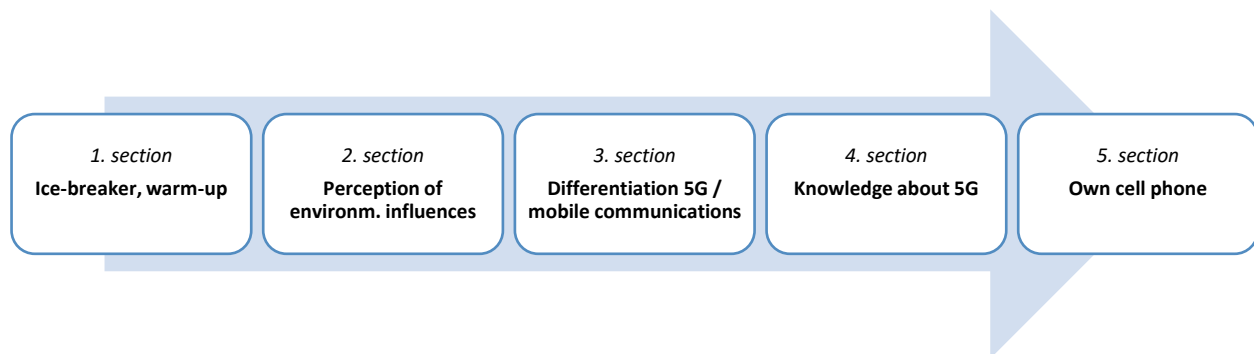 1. section
Ice-breaker, warm-up
2. section
Perception of
environm. influences
3. section
Differentiation 5G /
mobile communications
4. section
Knowledge about 5G
5. section
Own cell phone